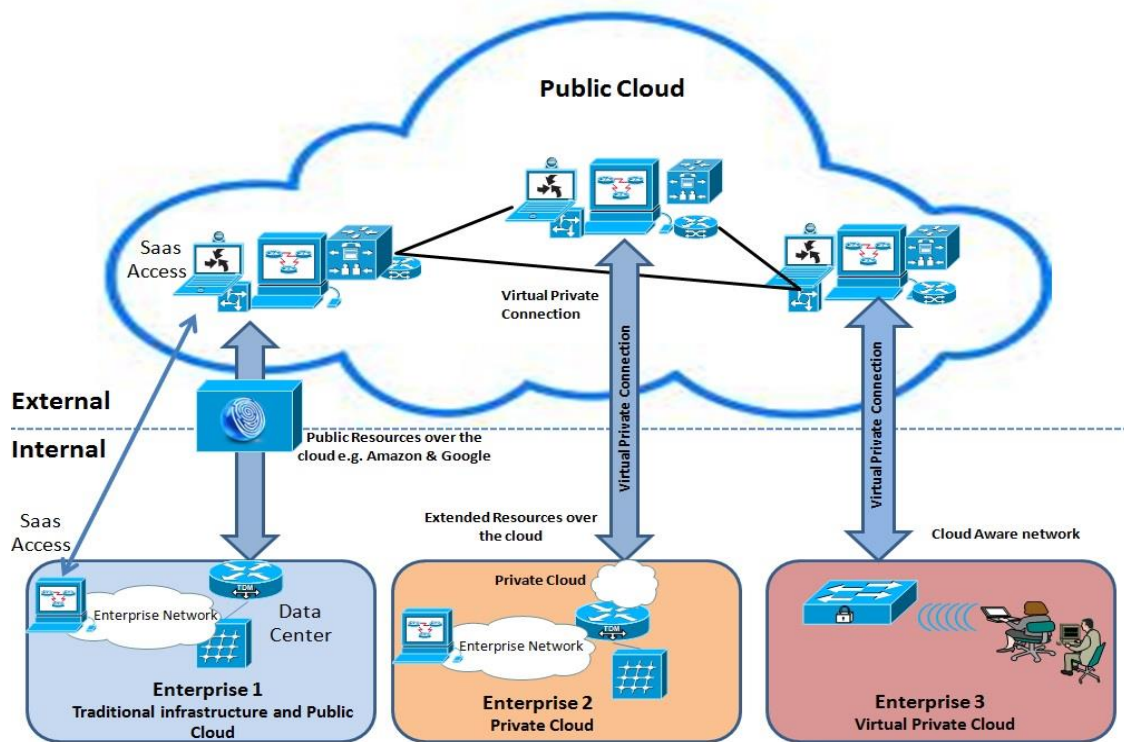 Public Cloud
Saas
Access
Virtual Private
Connection
Virtual Private Connection
Virtual Private Connection
External
Internal
Public Resources over the
cloud e.g. Amazon & Google
Saas
Access
Extended Resources over
the cloud
Cloud Aware network
TDM
Enterprise Network
Data
Center
Enterprise 1
Traditional infrastructure and Public
Cloud
Private Cloud
TDM
Enterprise Network
Enterprise 2
Private Cloud
Enterprise 3
Virtual Private Cloud